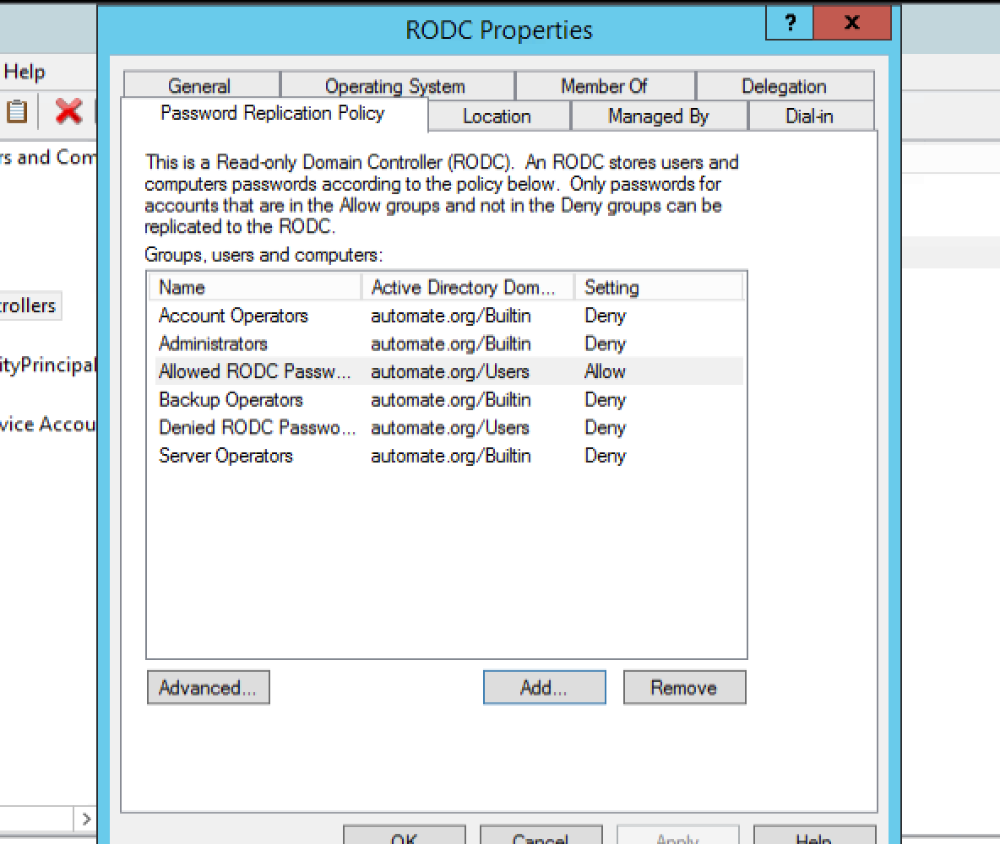 RODC Properties
?
x
Help
General
Operating System
Member Of
Delegation
Password Replication Policy
Location
Managed By
Dial-in
rs and Com
This is a Read-only Domain Controller (RODC). An RODC stores users and
computers passwords according to the policy below. Only passwords for
accounts that are in the Allow groups and not in the Deny groups can be
replicated to the RODC.
Groups, users and computers:
Name Active Directory Dom... Setting
Account Operators automate.org/Builtin Deny
Administrators automate.org/Builtin Deny
Allowed RODC Passw... automate.org/Users Allow
Backup Operators automate.org/Builtin Deny
Denied RODC Passwo... automate.org/Users Deny
Server Operators automate.org/Builtin Deny
trollers
ityPrincipal
vice Accou
Advanced...
Add...
Remove
OK
Cancel
Apply
Help